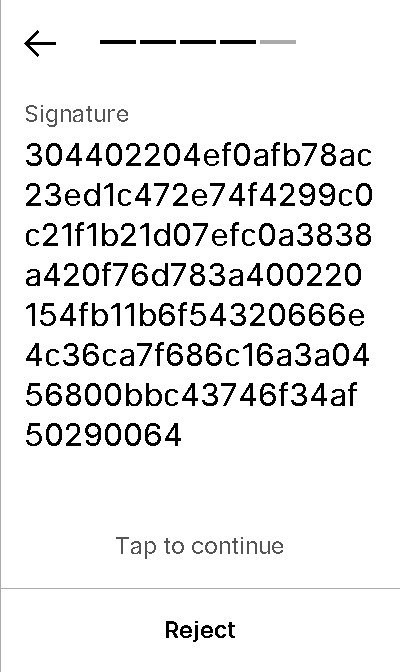 Signature
304402204ef0afb78ac
23ed1c472e74f4299c0
c21f1b21d07efc0a3838
a420f76d783a400220
154fb11b6f54320666e
4c36ca7f686c16a3a04
56800bbc43746f34af
50290064
Tap to continue
Reject